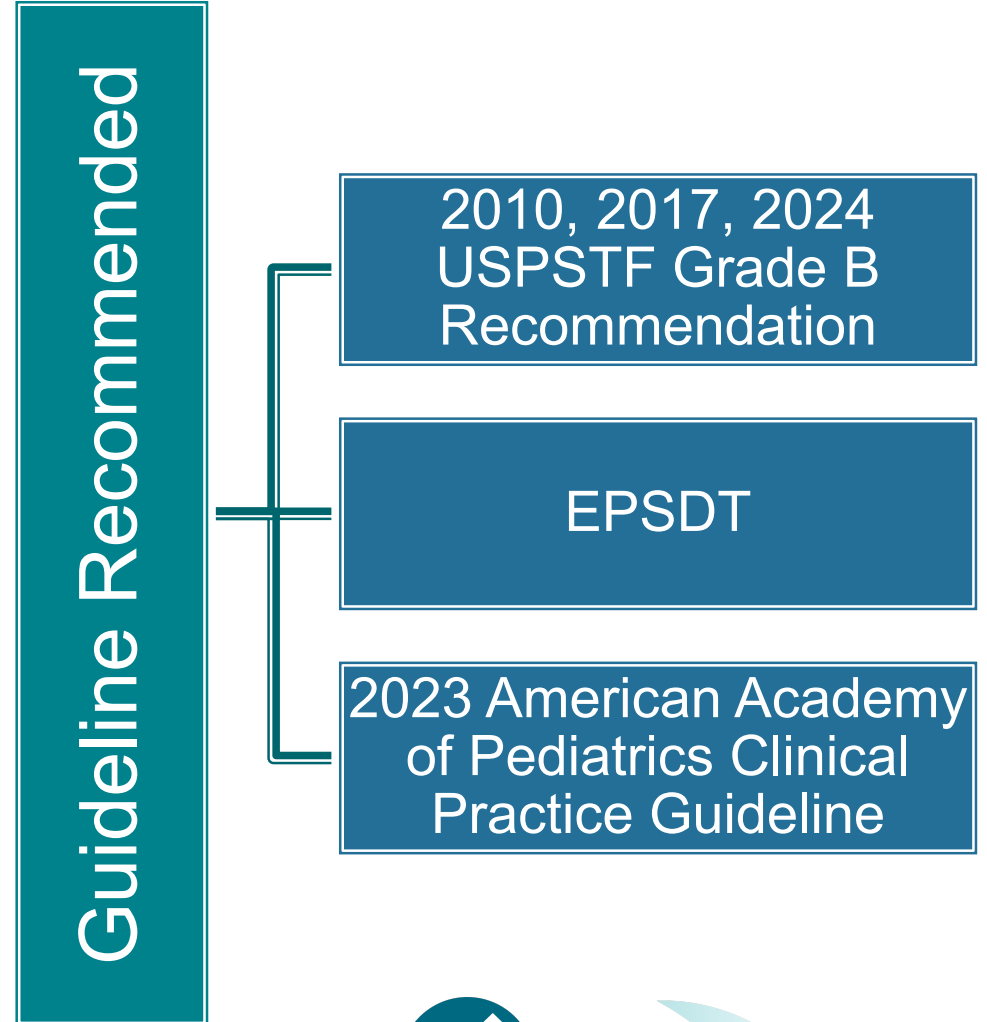 Guideline Recommended
2010, 2017, 2024
USPSTF Grade B
Recommendation
EPSDT
2023 American Academy
of Pediatrics Clinical
Practice Guideline